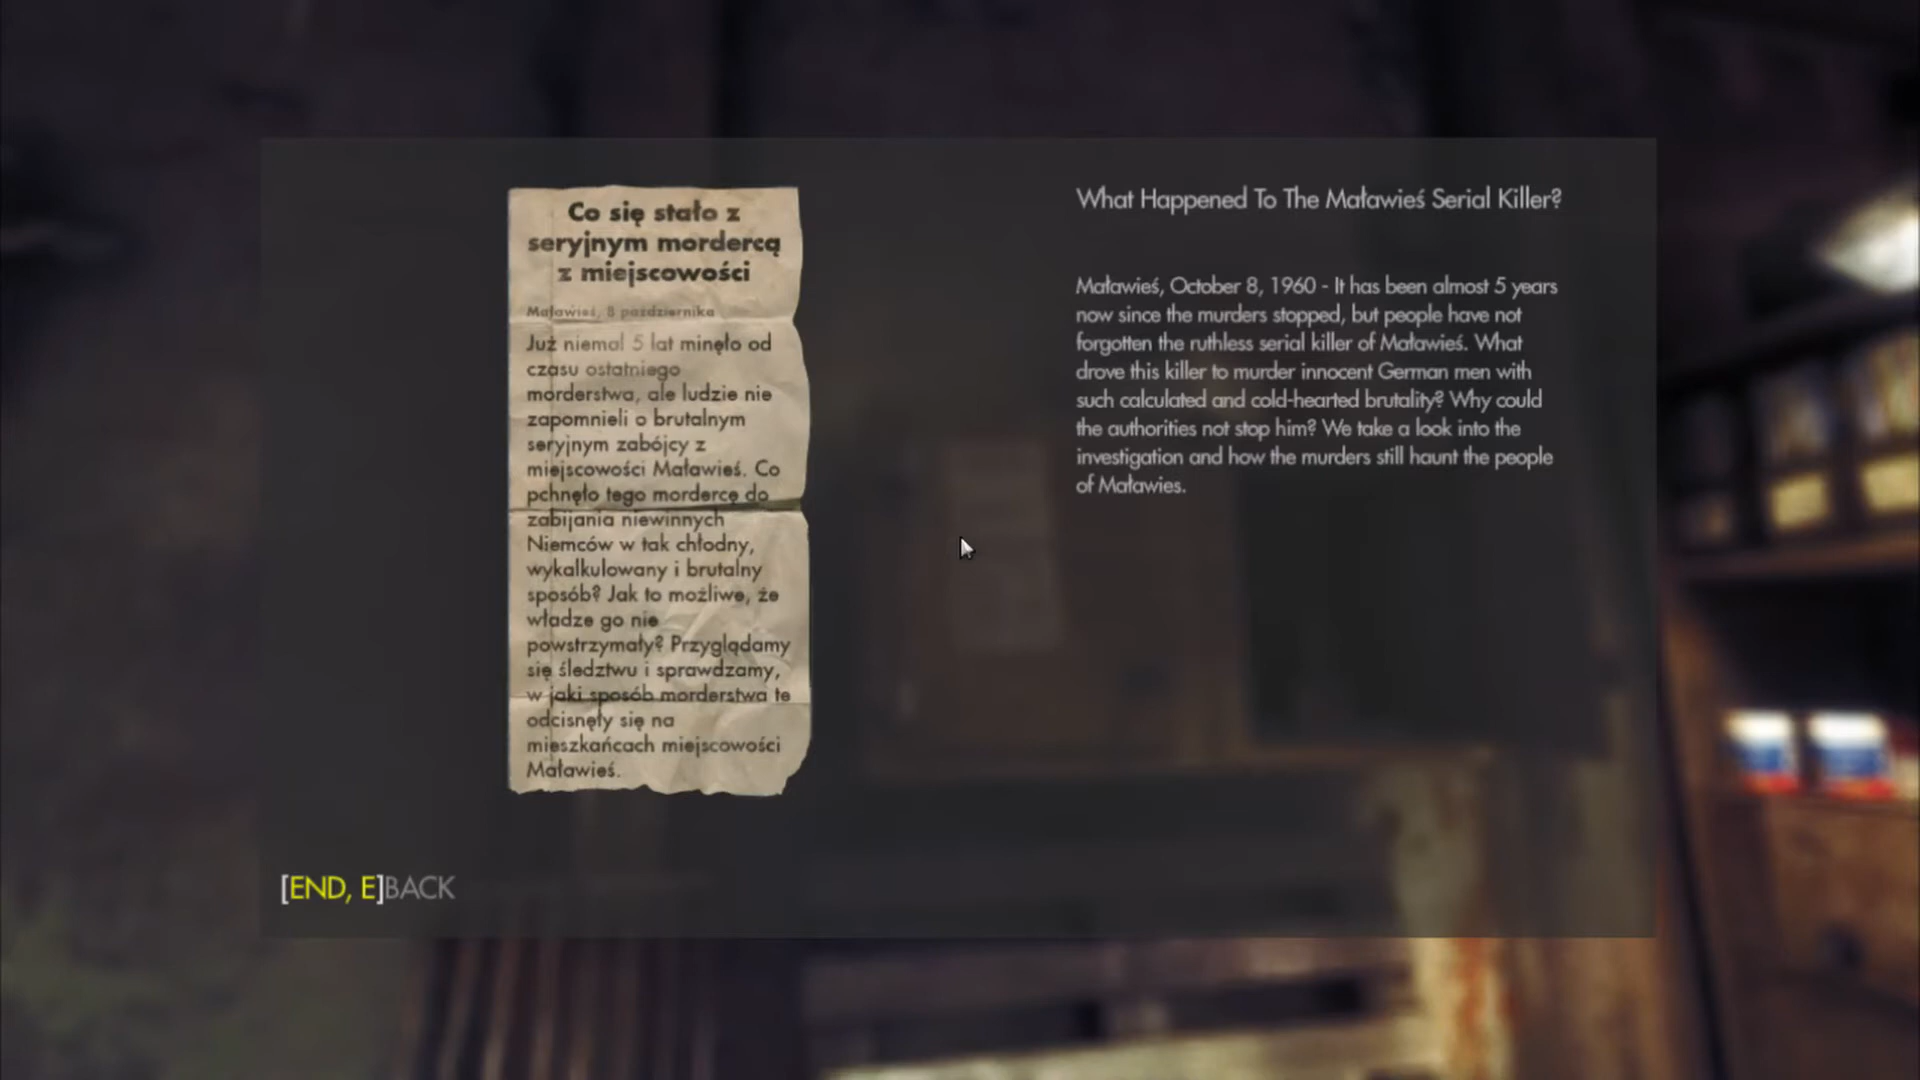 Co się stało z
seryjnym mordercą
z miejscowości
Maławieś, 8 października
Już niemal 5 lat minęło od
czasu ostatniego
morderstwa, ale ludzie nie
zapomnieli o brutalnym
seryjnym zabójcy z
miejscowości Maławieś. Co
pchnęło tego mordercę do
zabijania niewinnych
Niemców w tak chłodny,
wykalkulowany i brutalny
sposób? Jak to możliwe, że
władze go nie
powstrzymały? Przyglądamy
się śledztwu i sprawdzamy,
w jaki sposób morderstwa te
odcisnęły się na
mieszkańcach miejscowości
Maławieś.
What Happened To The Maławieś Serial Killer?
Maławieś, October 8, 1960 - It has been almost 5 years
now since the murders stopped, but people have not
forgotten the ruthless serial killer of Maławieś. What
drove this killer to murder innocent German men with
such calculated and cold-hearted brutality? Why could
the authorities not stop him? We take a look into the
investigation and how the murders still haunt the people
of Maławies.
[END, E]BACK